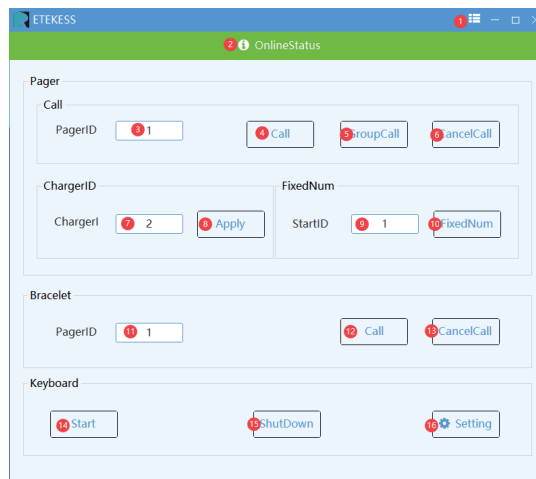 ETEKESS 1
2 OnlineStatus
Pager
Call
PagerID 3 1 4 Call 5 GroupCall 6 CancelCall
ChargerID FixedNum
ChargerI 7 2 8 Apply StartID 9 1 10 FixedNum
Bracelet
PagerID 11 1 12 Call 13 CancelCall
Keyboard
14 Start 15 ShutDown 16 Setting